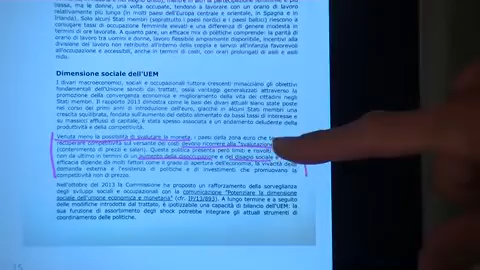 bassa, ma le donne, una volta occupate, tendono a lavorare con un orario di lavoro
relativamente più lungo (in molti paesi dell'Europa centrale e orientale, in Spagna e in
Irlanda). Solo alcuni Stati membri (soprattutto i paesi nordici e i paesi baltici) riescono a
coniugare tassi di occupazione femminile elevati e una differenza di genere modesta in
termini di ore lavorate. A quanto pare, un efficace mix di politiche comprende: la parità di
orario di lavoro tra uomini e donne, lavoro flessibile ampiamente disponibile, incentivi alla
divisione del lavoro non retribuito all'interno della coppia e servizi all'infanzia favorevoli
all'occupazione e accessibili, anche in termini di costi, con orari prolungati di asili e asili
nido.
Dimensione sociale dell'UEM
I divari macroeconomici, sociali e occupazionali tuttora crescenti minacciano gli obiettivi
fondamentali dell'Unione sanciti dai trattati, ossia vantaggi generalizzati attraverso la
promozione della convergenza economica e miglioramento della vita dei cittadini negli
Stati membri. Il rapporto 2013 dimostra come le basi dei divari attuali siano state poste
nel corso dei primi anni di introduzione dell'euro, giacché in alcuni Stati membri una
crescita squilibrata, fondata sull'aumento del debito alimentato da bassi tassi di interesse e
su massicci afflussi di capitali, è stata spesso associata a un andamento deludente della
produttività e della competitività.
Venuta meno la possibilità di svalutare la moneta, i paesi della zona euro che
recuperare competitività sul versante dei costi devono ricorrere alla "svalutazione
(contenimento di prezzi e salari). Questa politica presenta però limiti e risvolti
non da ultimo in termini di un aumento della disoccupazione e del disagio sociale e
efficacia dipende da molti fattori come il grado di apertura dell'economia, la vivacità della
domanda esterna e l'esistenza di politiche e di investimenti che promuovano la
competitività non di prezzo.
Nell'ottobre del 2013 la Commissione ha proposto un rafforzamento della sorveglianza
degli sviluppi sociali e occupazionali con la comunicazione "Potenziare la dimensione
sociale dell'unione economica e monetaria" (cfr. IP/13/893). A lungo termine e a seguito
delle modifiche introdotte dal trattato, è ipotizzabile una capacità di bilancio dell'UEM: la
sua funzione di assorbimento degli shock potrebbe integrare gli attuali strumenti di
coordinamento delle politiche.